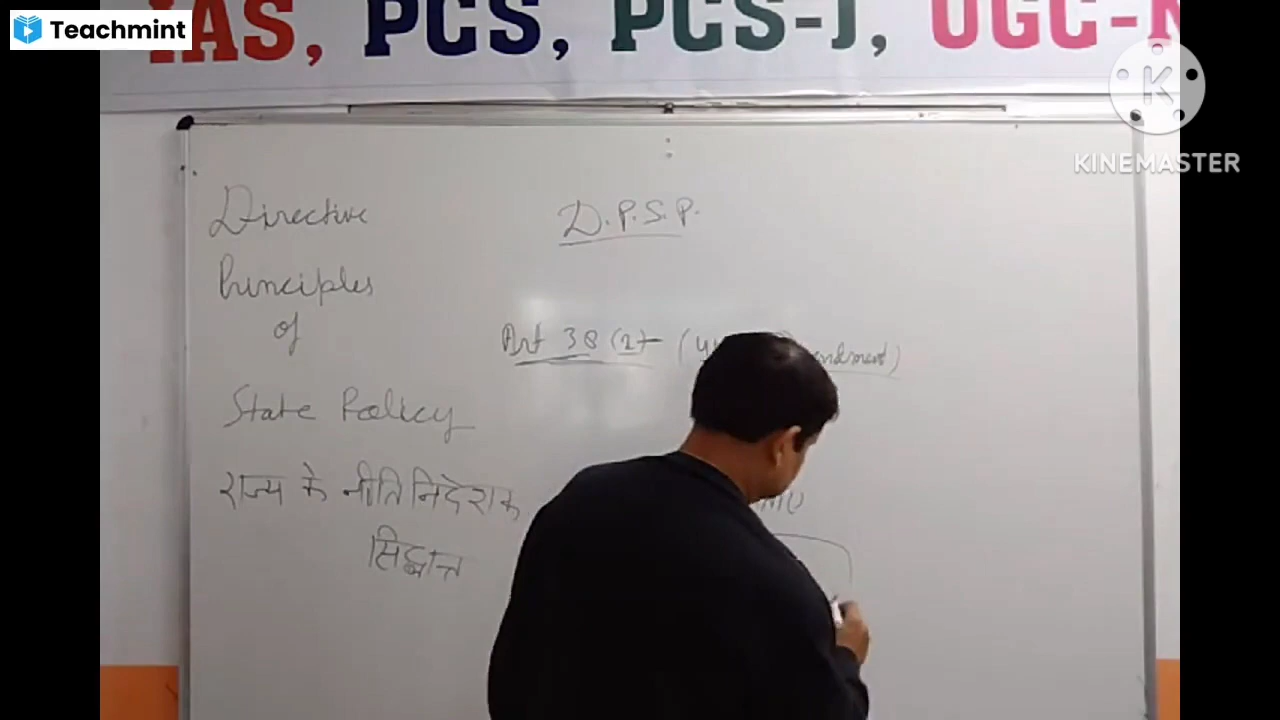 Teachmint
IAS, PCS, PCS-J, UGC-N
KINEMASTER
Directive
Principles
of
State Policy
राज्य के नीति निदेशक
सिद्धान्त
D.P.S.P.
Art 38 (2)- (